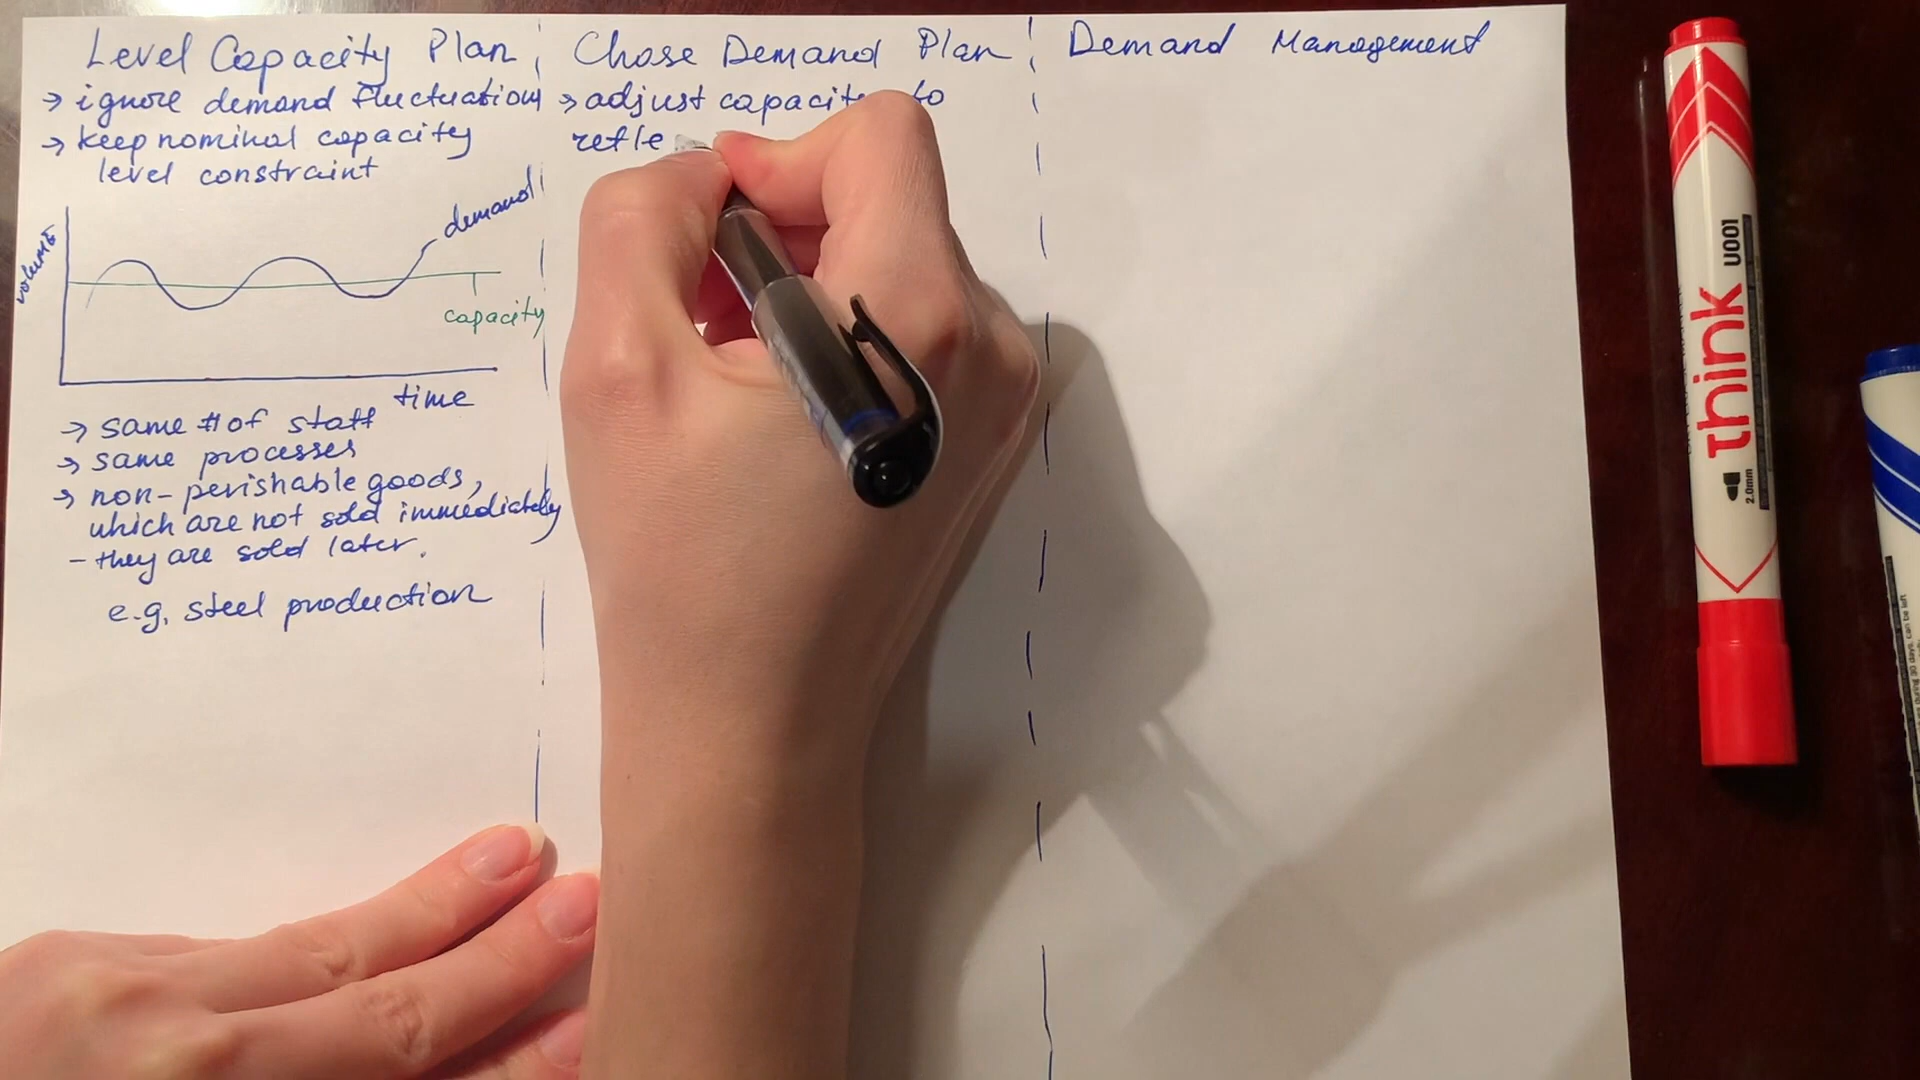 Level Capacity Plan
→ ignore demand fluctuations
→ keep nominal capacity
level constraint
volume
demand
capacity
time
→ same # of staff
→ same processes
→ non-perishable goods,
which are not sold immediately
- they are sold later.
e.g. steel production
Chase Demand Plan
→ adjust capacity to
refle
Demand Management
think
U001
2.0mm